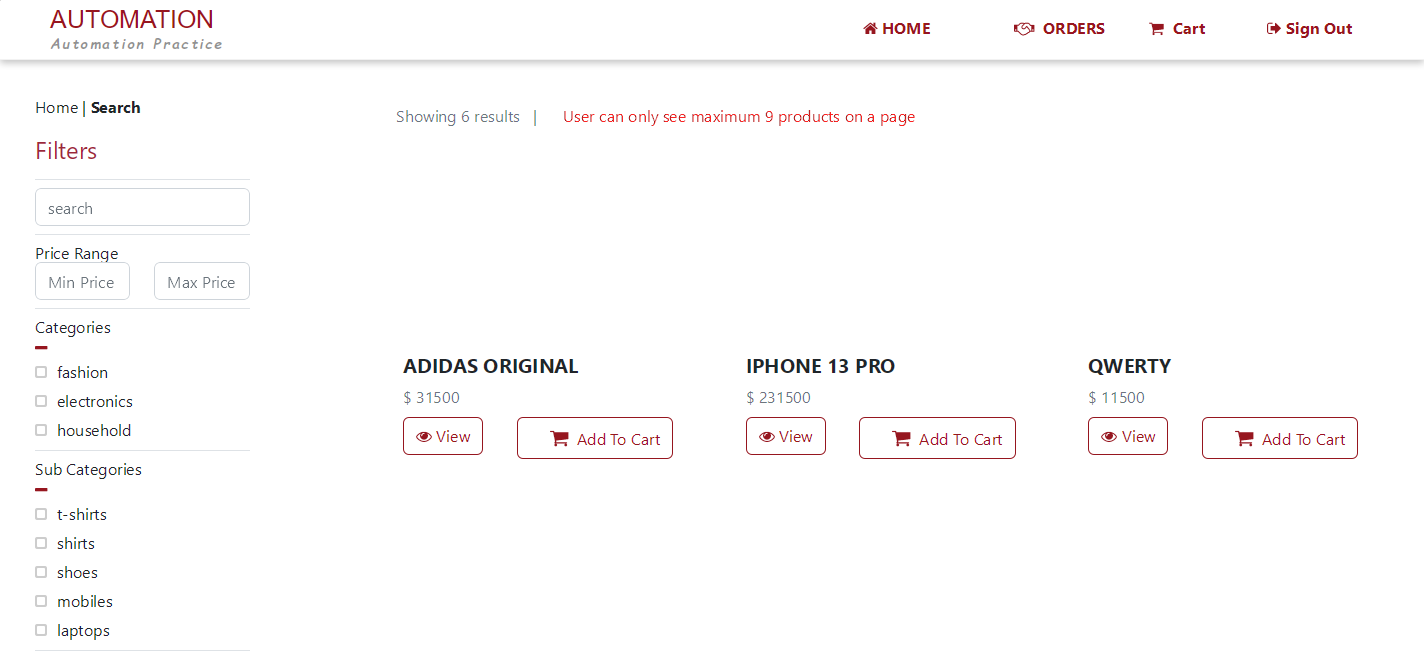 AUTOMATION
Automation Practice
HOME
ORDERS
Cart
Sign Out
Home | Search
Showing 6 results | User can only see maximum 9 products on a page
Filters
search
Price Range
Min Price
Max Price
Categories
fashion
electronics
household
Sub Categories
t-shirts
shirts
shoes
mobiles
laptops
ADIDAS ORIGINAL
$ 31500
View
Add To Cart
IPHONE 13 PRO
$ 231500
View
Add To Cart
QWERTY
$ 11500
View
Add To Cart